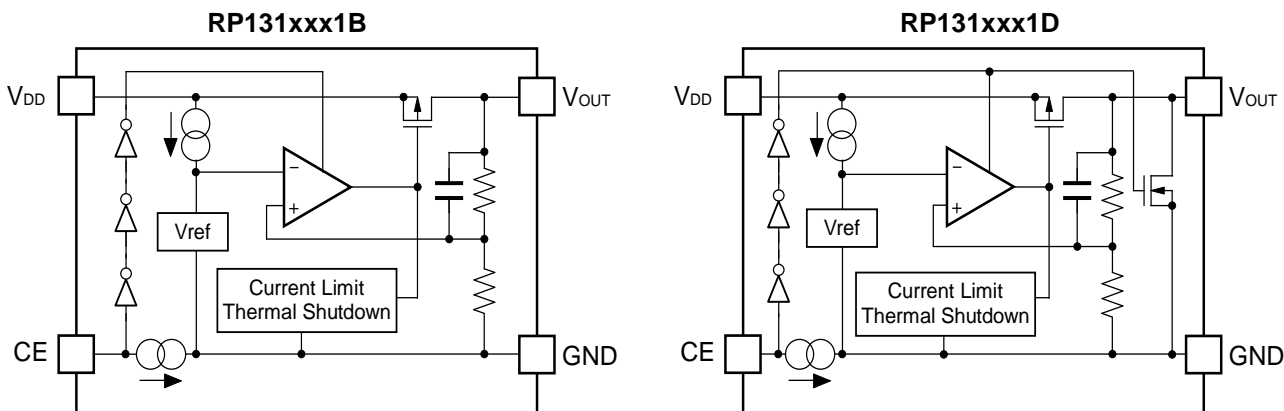 RP131xxx1B
VDD
VOUT
−
+
Vref
Current Limit
Thermal Shutdown
CE
GND
RP131xxx1D
VDD
VOUT
−
+
Vref
Current Limit
Thermal Shutdown
CE
GND